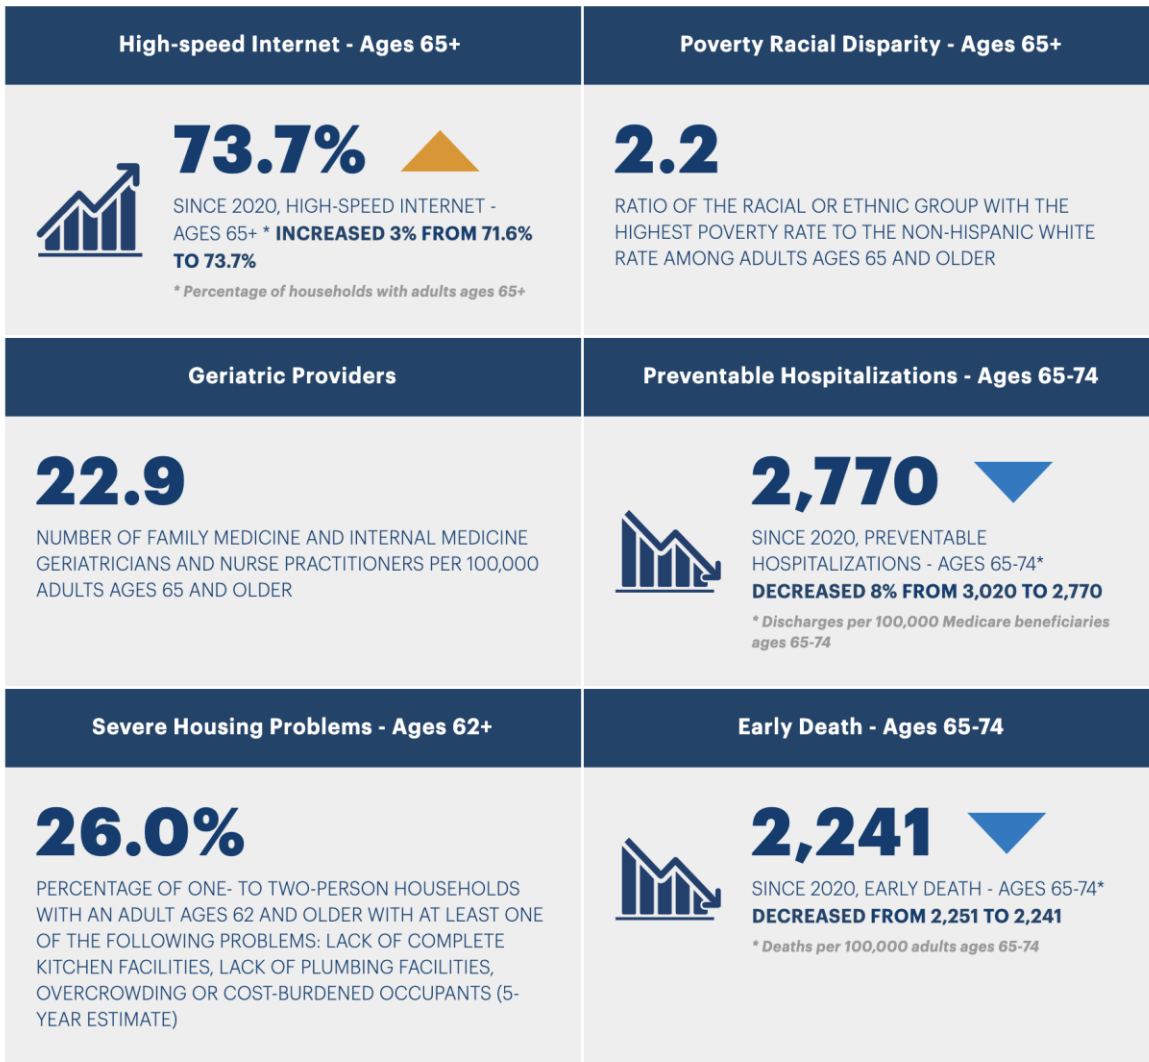 High-speed Internet - Ages 65+
73.7%
SINCE 2020, HIGH-SPEED INTERNET -
AGES 65+ * INCREASED 3% FROM 71.6%
TO 73.7%
* Percentage of households with adults ages 65+
Poverty Racial Disparity - Ages 65+
2.2
RATIO OF THE RACIAL OR ETHNIC GROUP WITH THE
HIGHEST POVERTY RATE TO THE NON-HISPANIC WHITE
RATE AMONG ADULTS AGES 65 AND OLDER
Geriatric Providers
22.9
NUMBER OF FAMILY MEDICINE AND INTERNAL MEDICINE
GERIATRICIANS AND NURSE PRACTITIONERS PER 100,000
ADULTS AGES 65 AND OLDER
Preventable Hospitalizations - Ages 65-74
2,770
SINCE 2020, PREVENTABLE
HOSPITALIZATIONS - AGES 65-74*
DECREASED 8% FROM 3,020 TO 2,770
* Discharges per 100,000 Medicare beneficiaries
ages 65-74
Severe Housing Problems - Ages 62+
26.0%
PERCENTAGE OF ONE- TO TWO-PERSON HOUSEHOLDS
WITH AN ADULT AGES 62 AND OLDER WITH AT LEAST ONE
OF THE FOLLOWING PROBLEMS: LACK OF COMPLETE
KITCHEN FACILITIES, LACK OF PLUMBING FACILITIES,
OVERCROWDING OR COST-BURDENED OCCUPANTS (5-
YEAR ESTIMATE)
Early Death - Ages 65-74
2,241
SINCE 2020, EARLY DEATH - AGES 65-74*
DECREASED FROM 2,251 TO 2,241
* Deaths per 100,000 adults ages 65-74